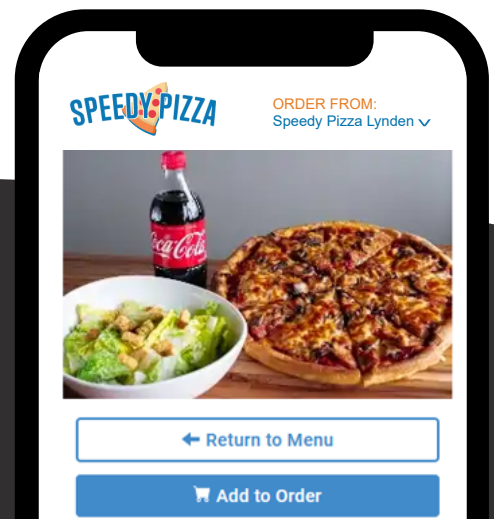 SPEEDY PIZZA
ORDER FROM:
Speedy Pizza Lynden
Coca-Cola
Return to Menu
Add to Order